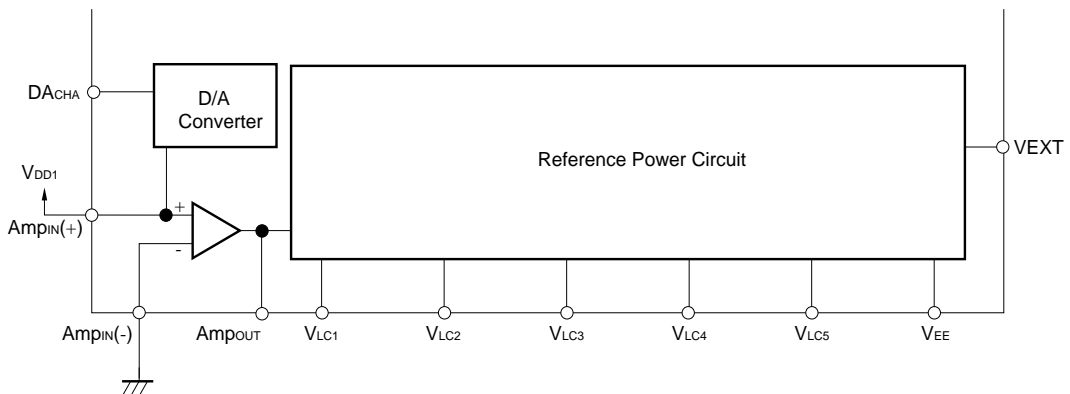 DACHA
D/A
Converter
Reference Power Circuit
VEXT
VDD1
+
AmpIN(+)
-
AmpIN(-)
AmpOUT
VLC1
VLC2
VLC3
VLC4
VLC5
VEE